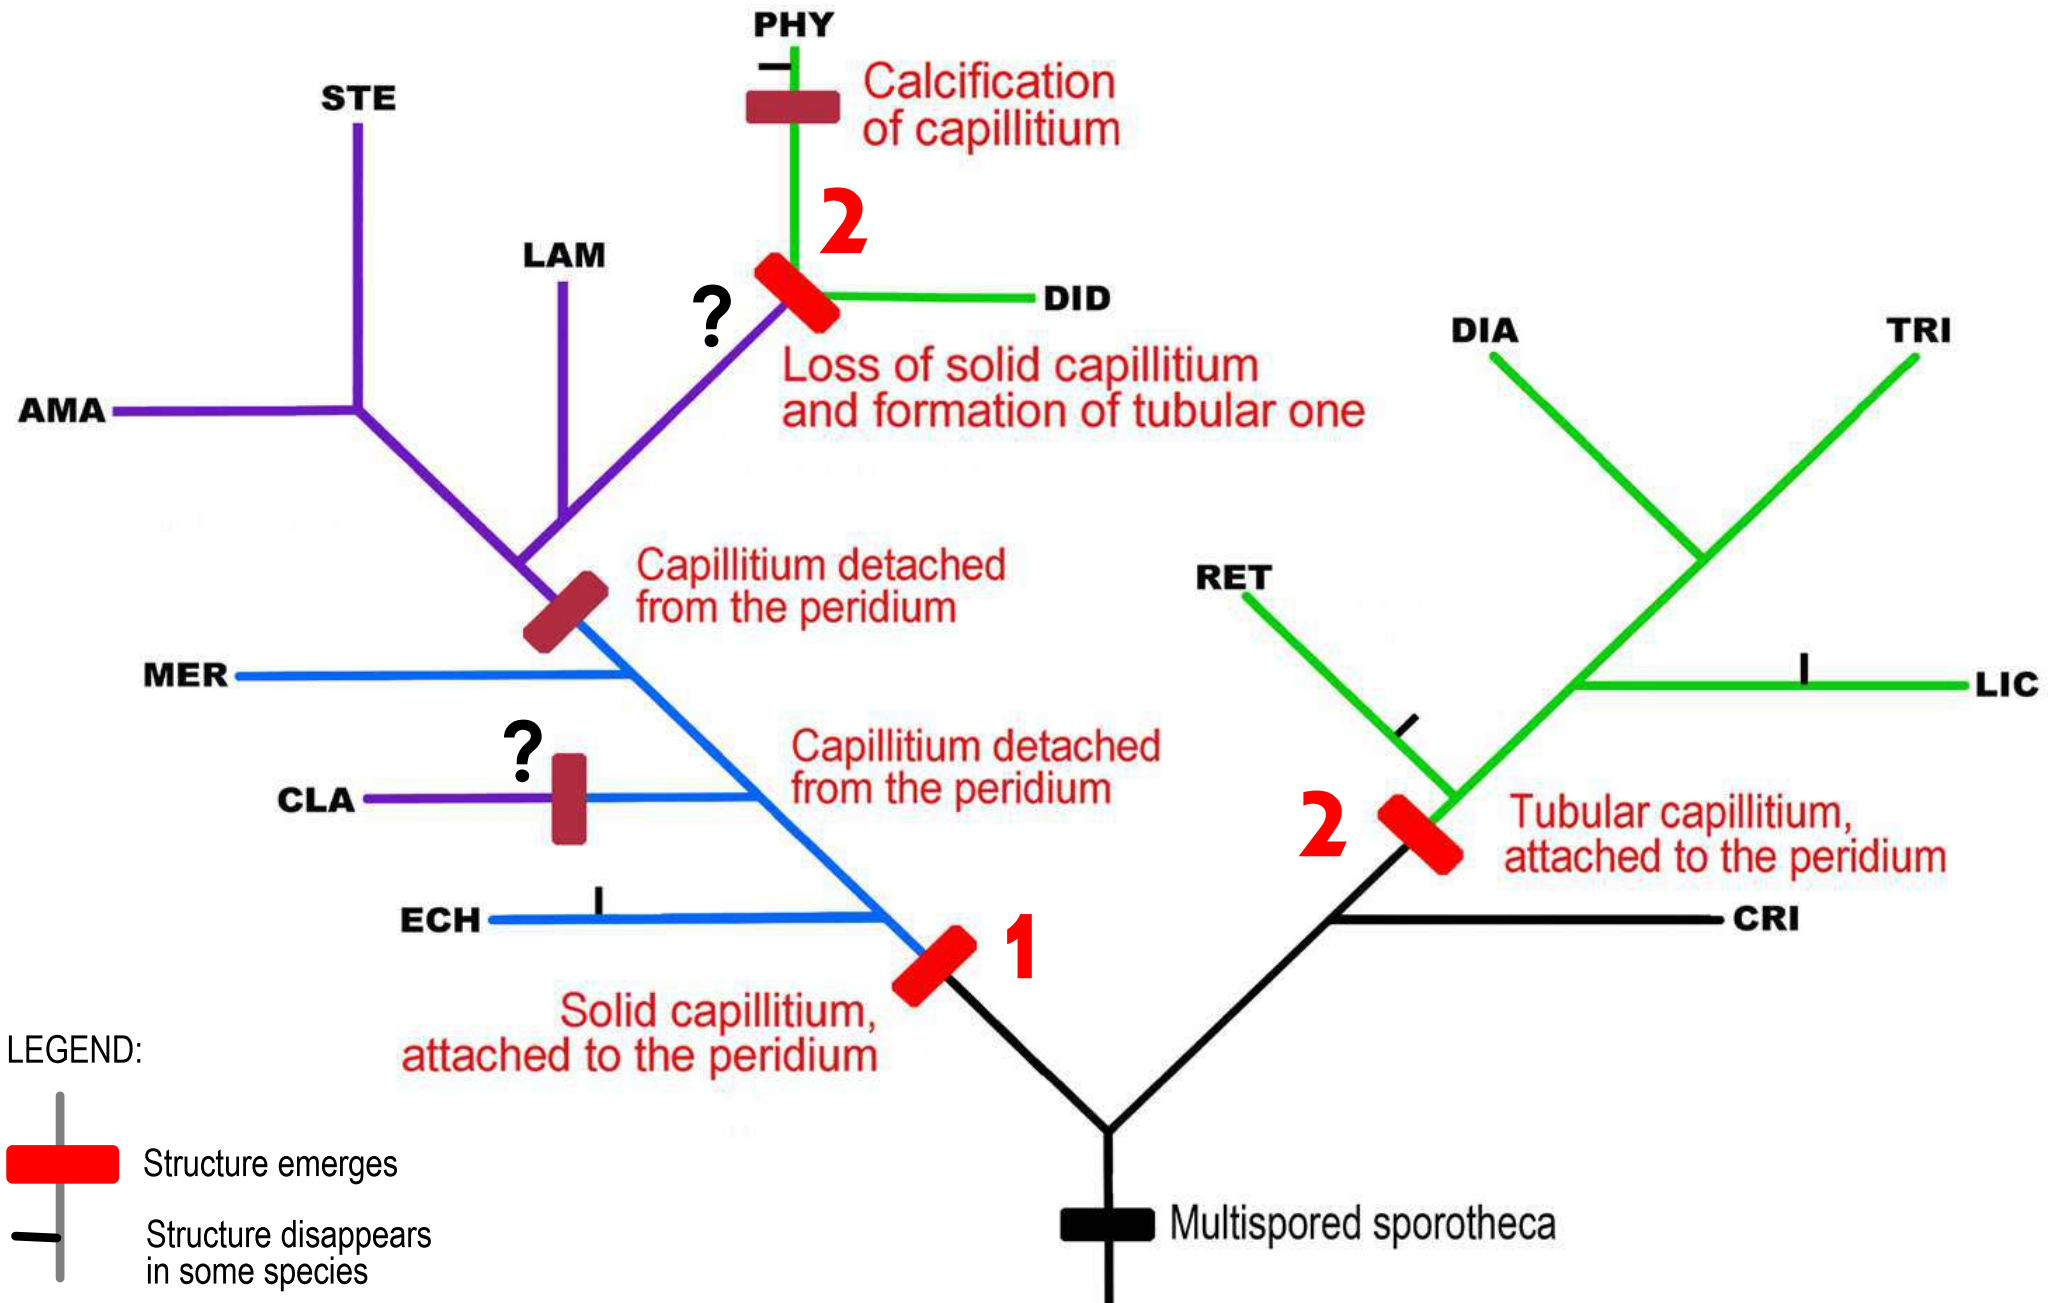 PHY
Calcification
of capillitium
STE
2
LAM
?
DID
DIA
TRI
Loss of solid capillitium
and formation of tubular one
AMA
Capillitium detached
from the peridium
RET
MER
LIC
?
Capillitium detached
from the peridium
CLA
2
Tubular capillitium,
attached to the peridium
ECH
1
CRI
Solid capillitium,
attached to the peridium
LEGEND:
Structure emerges
Structure disappears
in some species
Multispored sporotheca